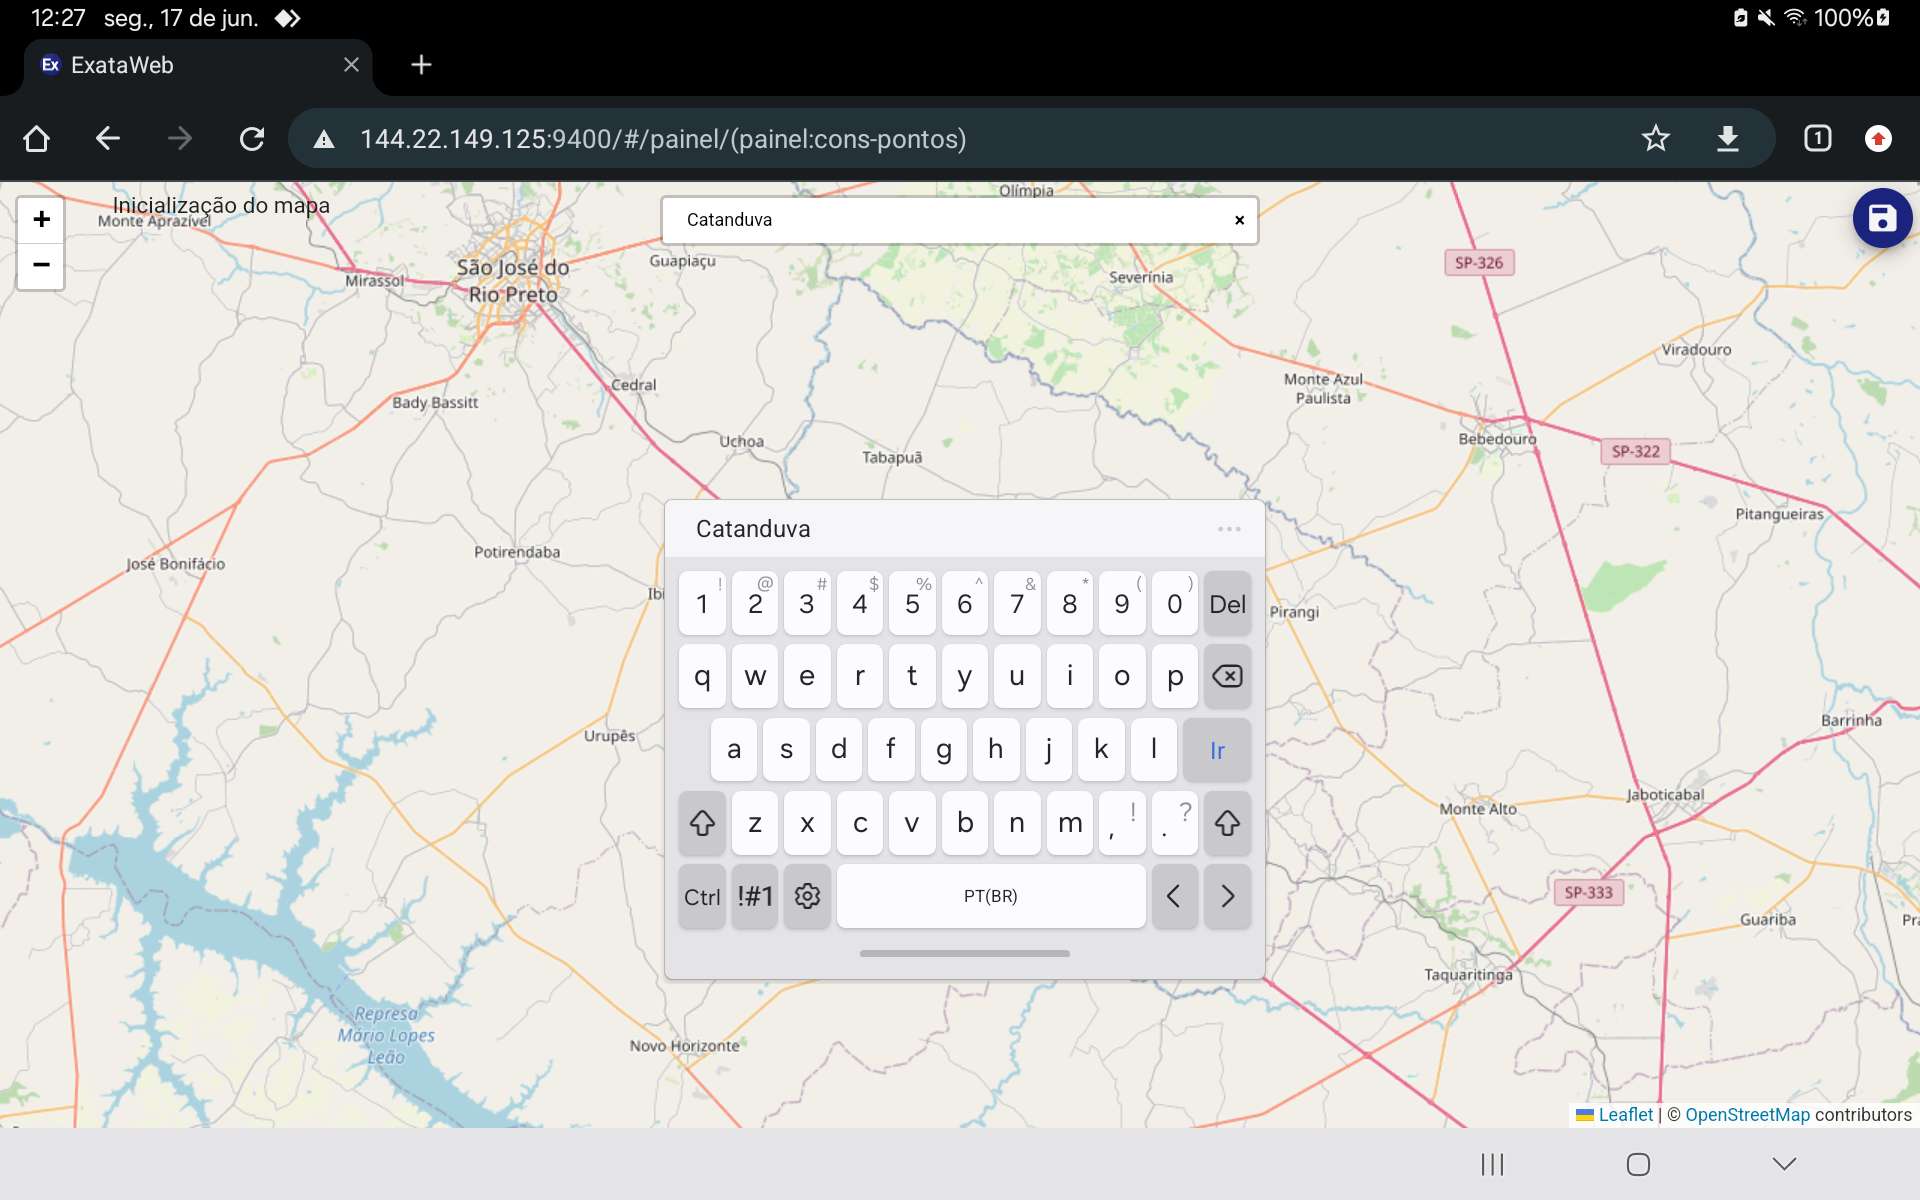 12:27 seg., 17 de jun.
100%
Ex ExataWeb
144.22.149.125:9400/#/painel/(painel:cons-pontos)
1
Inicialização do mapa
+
−
Catanduva ×
Olímpia
Monte Aprazível
Mirassol
São José do
Rio Preto
Guapiaçu
Severínia
SP-326
Viradouro
Cedral
Bady Bassitt
Monte Azul
Paulista
Uchoa
Tabapuã
Bebedouro
SP-322
Pitangueiras
José Bonifácio
Potirendaba
Ibi
Pirangi
Catanduva
! @ # $ % ^ & * ( )
1 2 3 4 5 6 7 8 9 0 Del
q w e r t y u i o p
a s d f g h j k l Ir
z x c v b n m , ! . ?
Ctrl !#1 PT(BR) < >
Urupês
Barrinha
Monte Alto
Jaboticabal
SP-333
Guariba
Pr
Taquaritinga
Represa
Mário Lopes
Leão
Novo Horizonte
Leaflet | © OpenStreetMap contributors